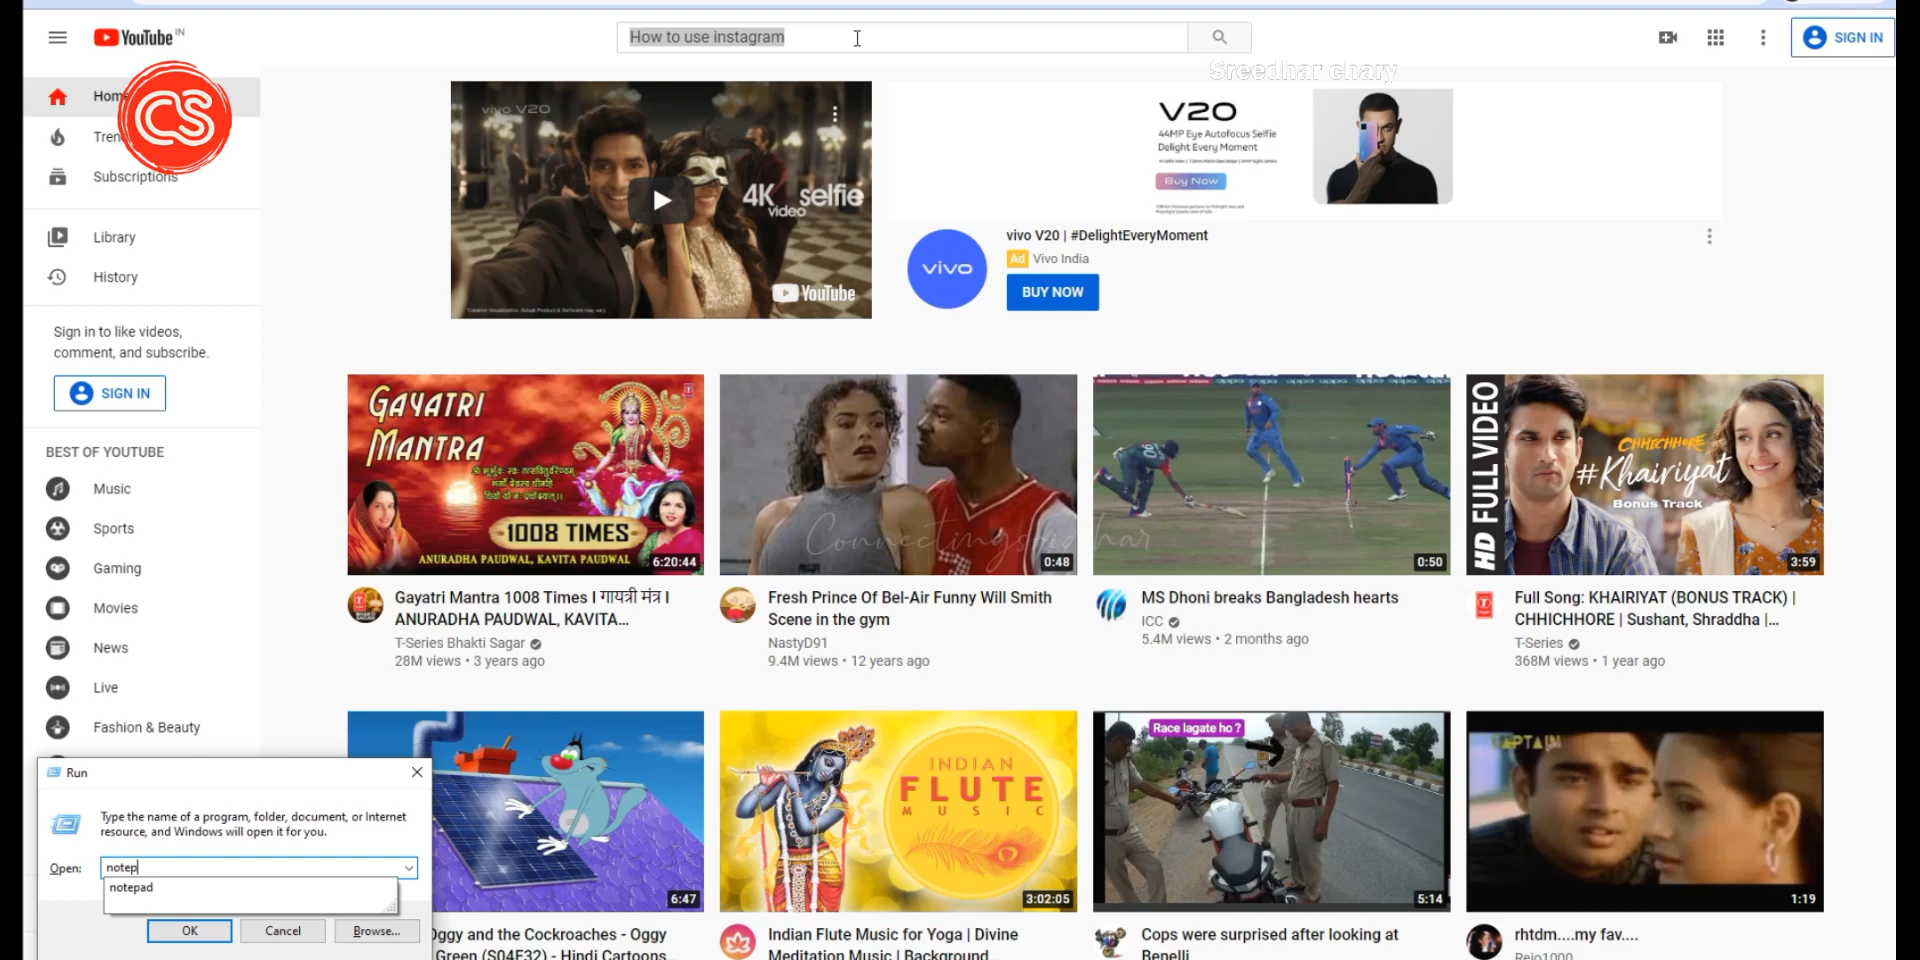 YouTube IN
How to use instagram
SIGN IN
Sreedhar chary
CS
Home
Tren
Subscriptions
Library
History
Sign in to like videos,
comment, and subscribe.
SIGN IN
BEST OF YOUTUBE
Music
Sports
Gaming
Movies
News
Live
Fashion & Beauty
vivo V20
4K video selfie
YouTube
V20
44MP Eye Autofocus Selfie
Delight Every Moment
Buy Now
vivo
vivo V20 | #DelightEveryMoment
Ad Vivo India
BUY NOW
GAYATRI
MANTRA
1008 TIMES
ANURADHA PAUDWAL, KAVITA PAUDWAL
6:20:44
Gayatri Mantra 1008 Times I गायत्री मंत्र I
ANURADHA PAUDWAL, KAVITA...
T-Series Bhakti Sagar
28M views • 3 years ago
0:48
Fresh Prince Of Bel-Air Funny Will Smith
Scene in the gym
NastyD91
9.4M views • 12 years ago
0:50
MS Dhoni breaks Bangladesh hearts
ICC
5.4M views • 2 months ago
HD FULL VIDEO
CHHICHHORE
#Khairiyat
Bonus Track
3:59
Full Song: KHAIRIYAT (BONUS TRACK) |
CHHICHHORE | Sushant, Shraddha |...
T-Series
368M views • 1 year ago
6:47
Oggy and the Cockroaches - Oggy
Green (S04E32) - Hindi Cartoons
INDIAN
FLUTE
MUSIC
3:02:05
Indian Flute Music for Yoga | Divine
Meditation Music | Background
Race lagate ho ?
5:14
Cops were surprised after looking at
Benelli
1:19
rhtdm....my fav....
Rejo1000
Run
Type the name of a program, folder, document, or Internet
resource, and Windows will open it for you.
Open:
notep
notepad
OK
Cancel
Browse...